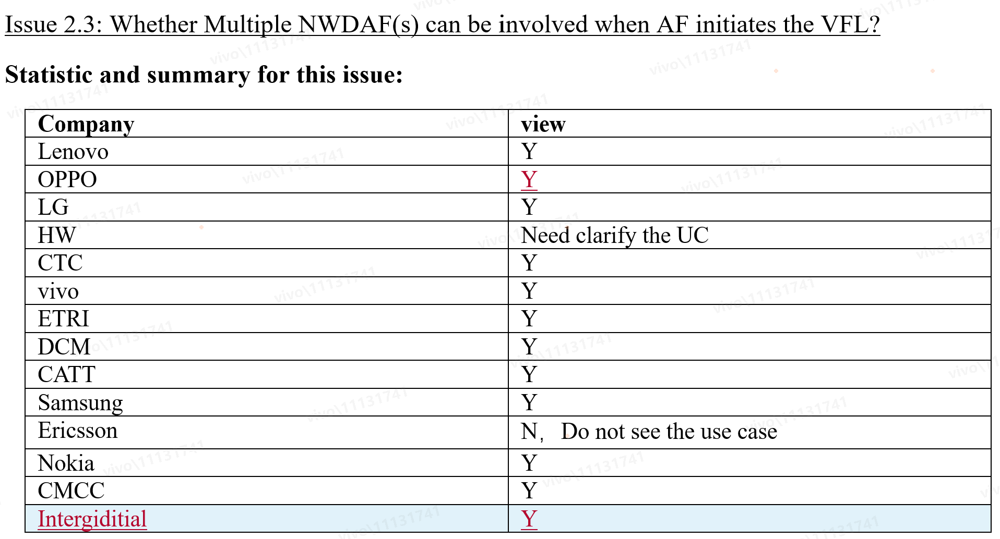 Issue 2.3: Whether Multiple NWDAF(s) can be involved when AF initiates the VFL?
Statistic and summary for this issue:
Company view
Lenovo Y
OPPO Y
LG Y
HW Need clarify the UC
CTC Y
vivo Y
ETRI Y
DCM Y
CATT Y
Samsung Y
Ericsson N, Do not see the use case
Nokia Y
CMCC Y
Intergiditial Y
vivo\11131741